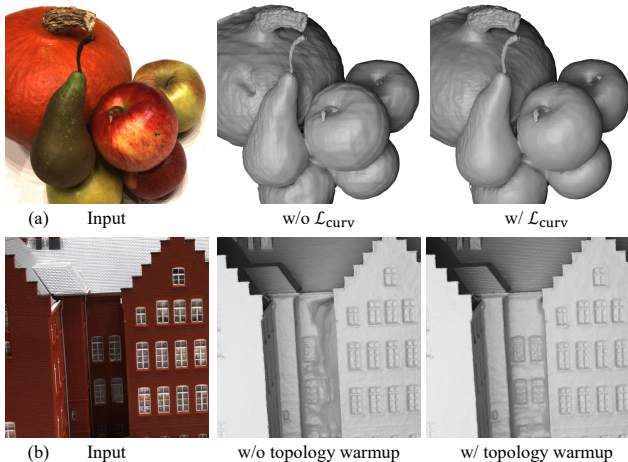 (a) Input w/o ℒcurv w/ ℒcurv
(b) Input w/o topology warmup w/ topology warmup